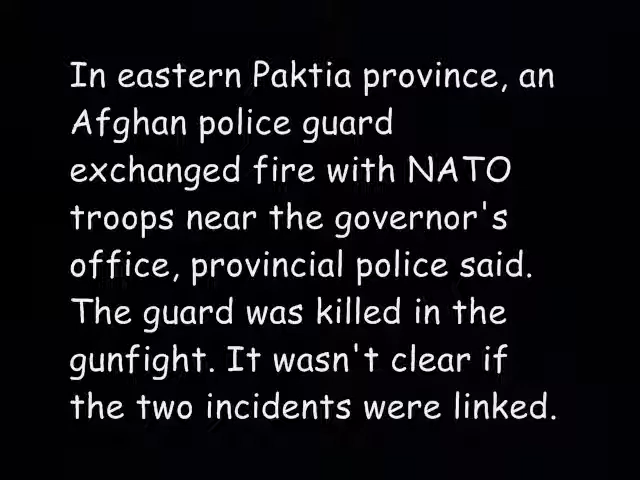 In eastern Paktia province, an
Afghan police guard
exchanged fire with NATO
troops near the governor's
office, provincial police said.
The guard was killed in the
gunfight. It wasn't clear if
the two incidents were linked.